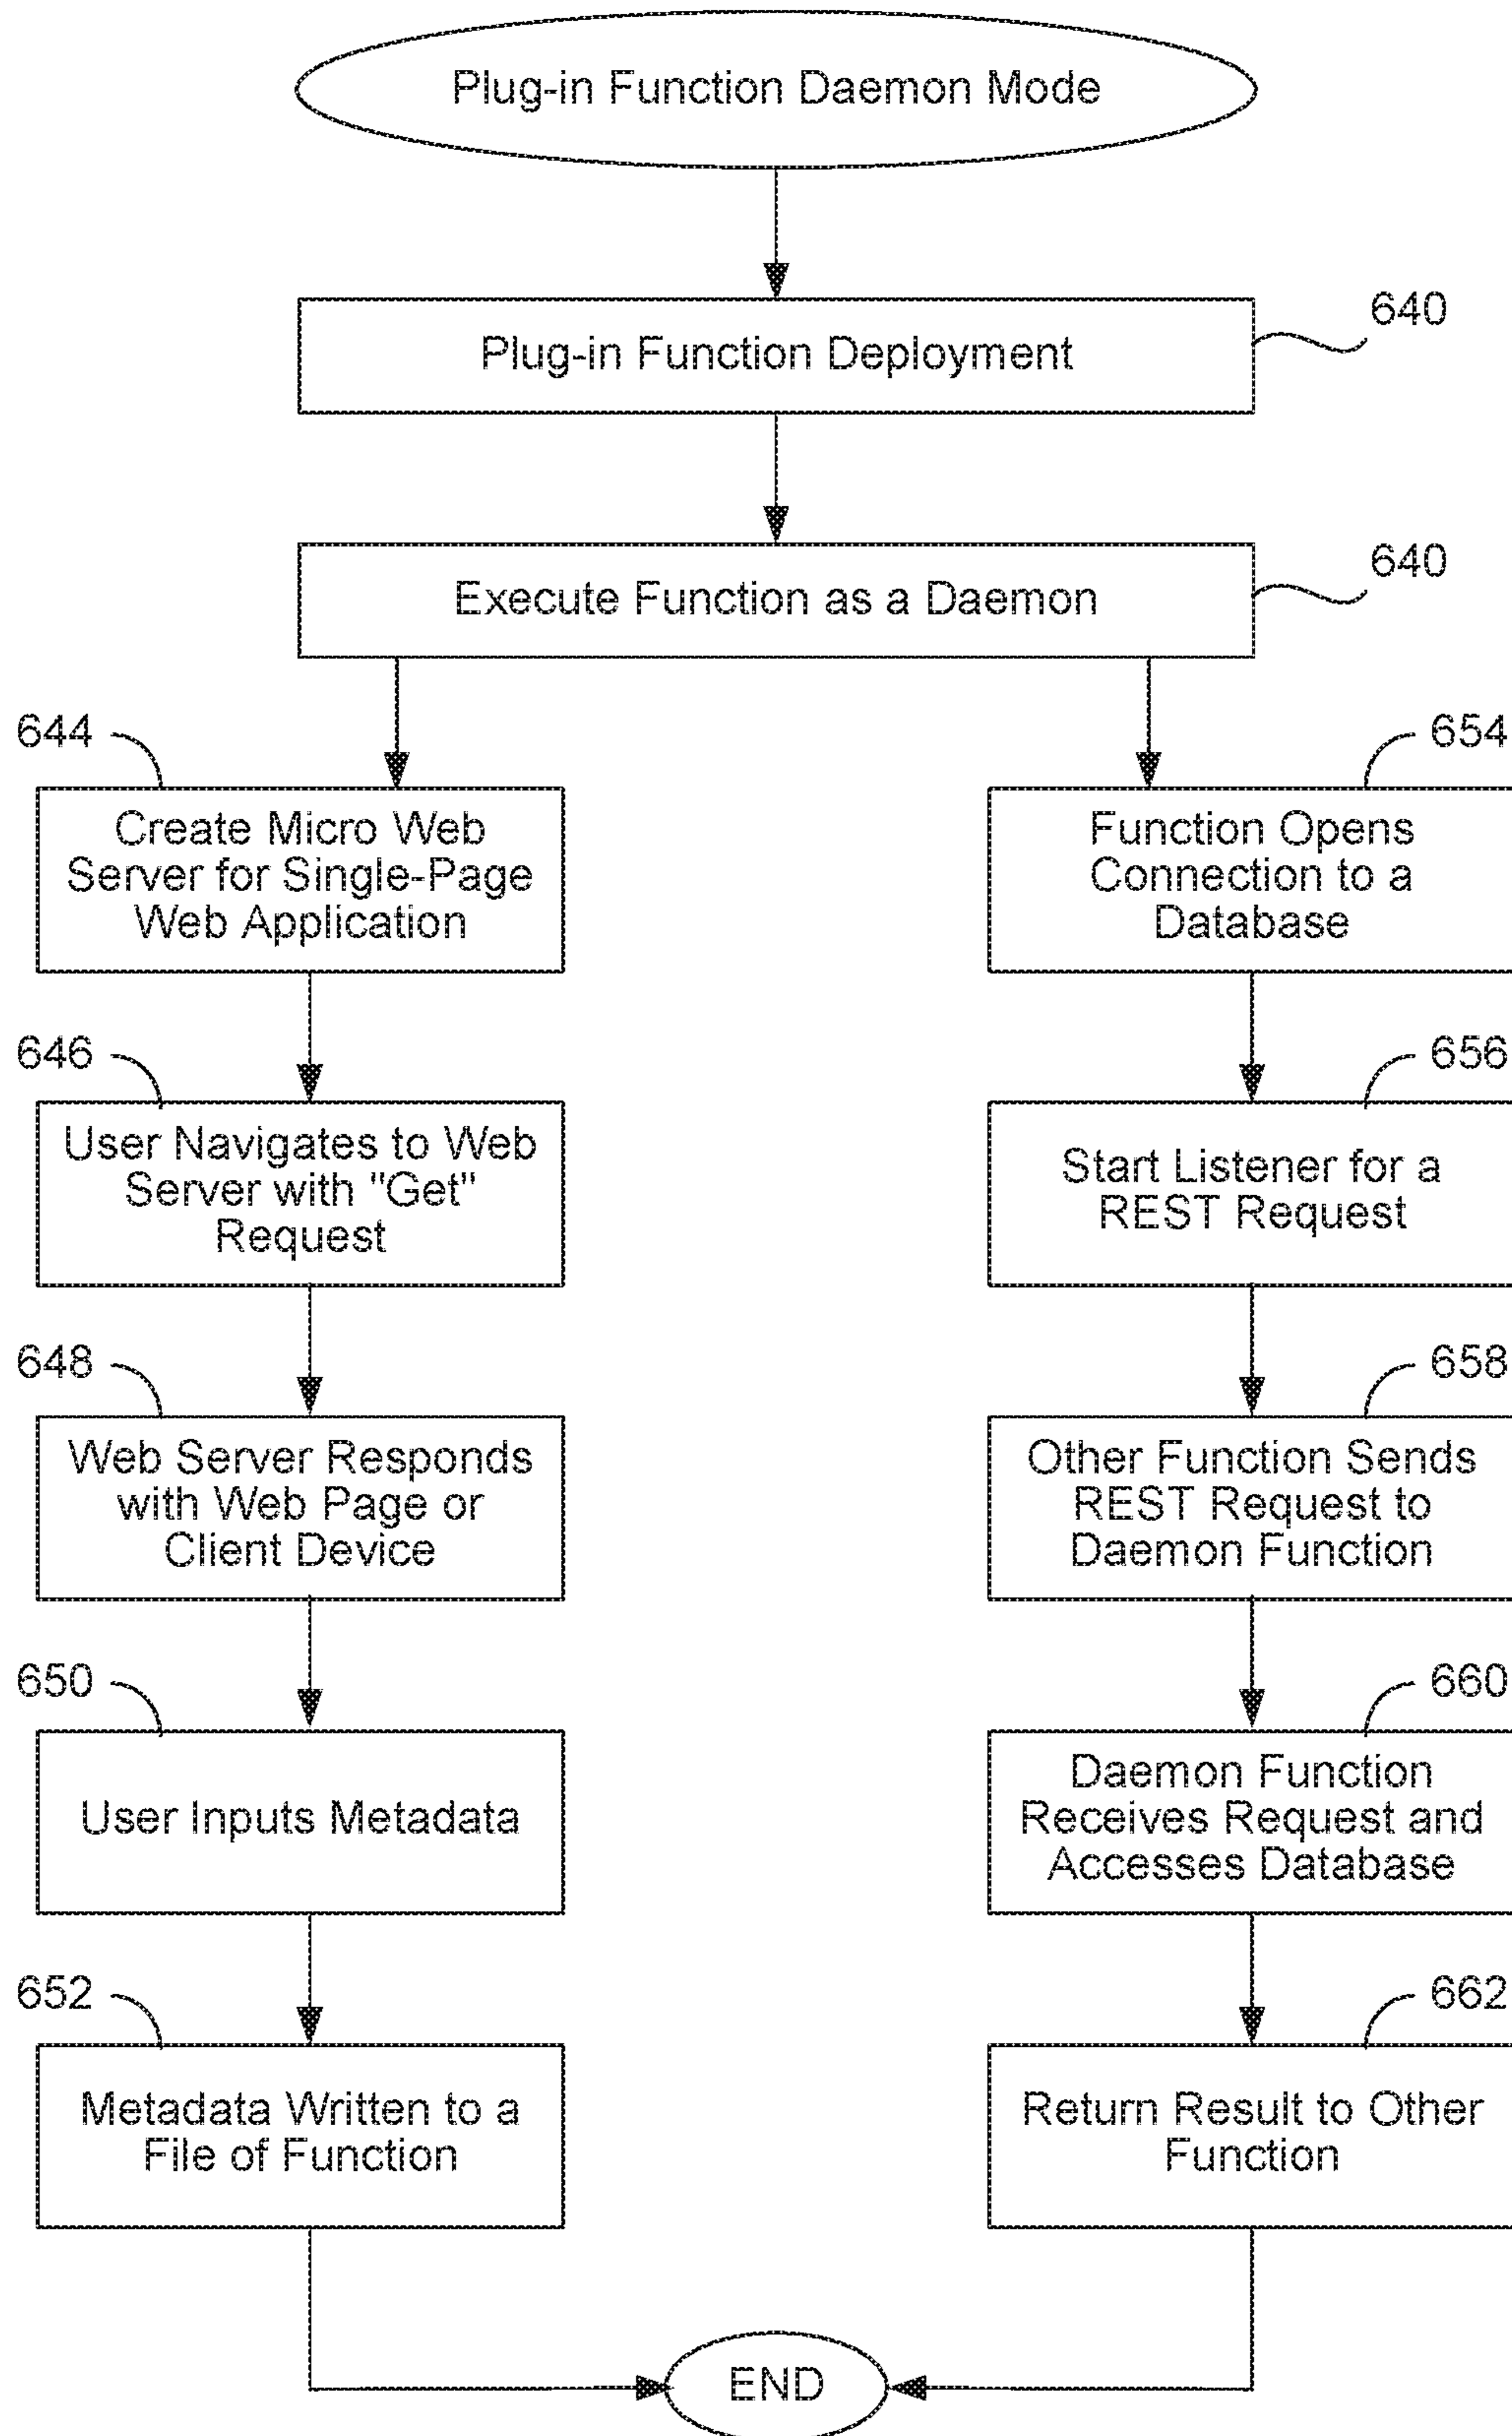 Plug-in Function Daemon Mode
Plug-in Function Deployment
640
Execute Function as a Daemon
640
644
Create Micro Web
Server for Single-Page
Web Application
646
User Navigates to Web
Server with "Get"
Request
648
Web Server Responds
with Web Page or
Client Device
650
User Inputs Metadata
652
Metadata Written to a
File of Function
654
Function Opens
Connection to a
Database
656
Start Listener for a
REST Request
658
Other Function Sends
REST Request to
Daemon Function
660
Daemon Function
Receives Request and
Accesses Database
662
Return Result to Other
Function
END